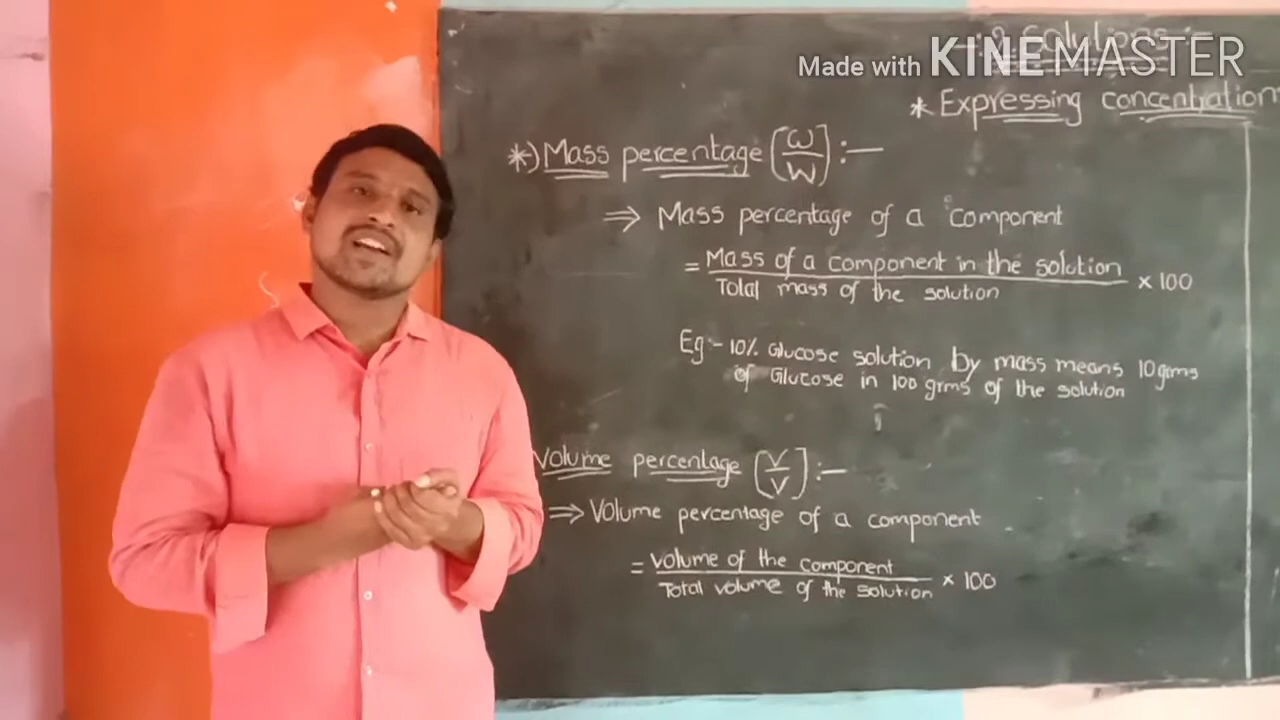 Made with KINEMASTER
-: 2. Solutions :-
* Expressing concentration
*) Mass percentage [w/W] :—
⇒ Mass percentage of a component
= Mass of a component in the solution
Total mass of the solution × 100
Eg :- 10% Glucose solution by mass means 10 grms
of Glucose in 100 grms of the solution
Volume percentage [V/V] :—
⇒ Volume percentage of a component
= Volume of the component
Total volume of the solution × 100